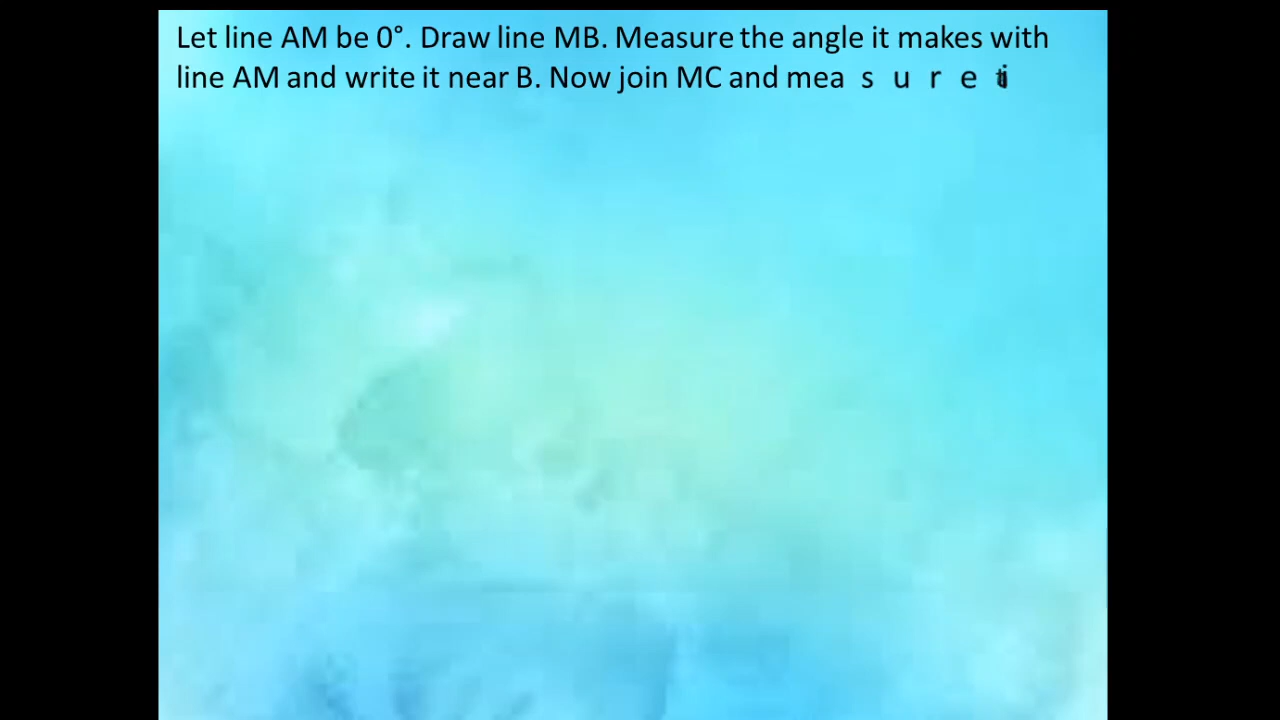 Let line AM be 0°. Draw line MB. Measure the angle it makes with
line AM and write it near B. Now join MC and measure